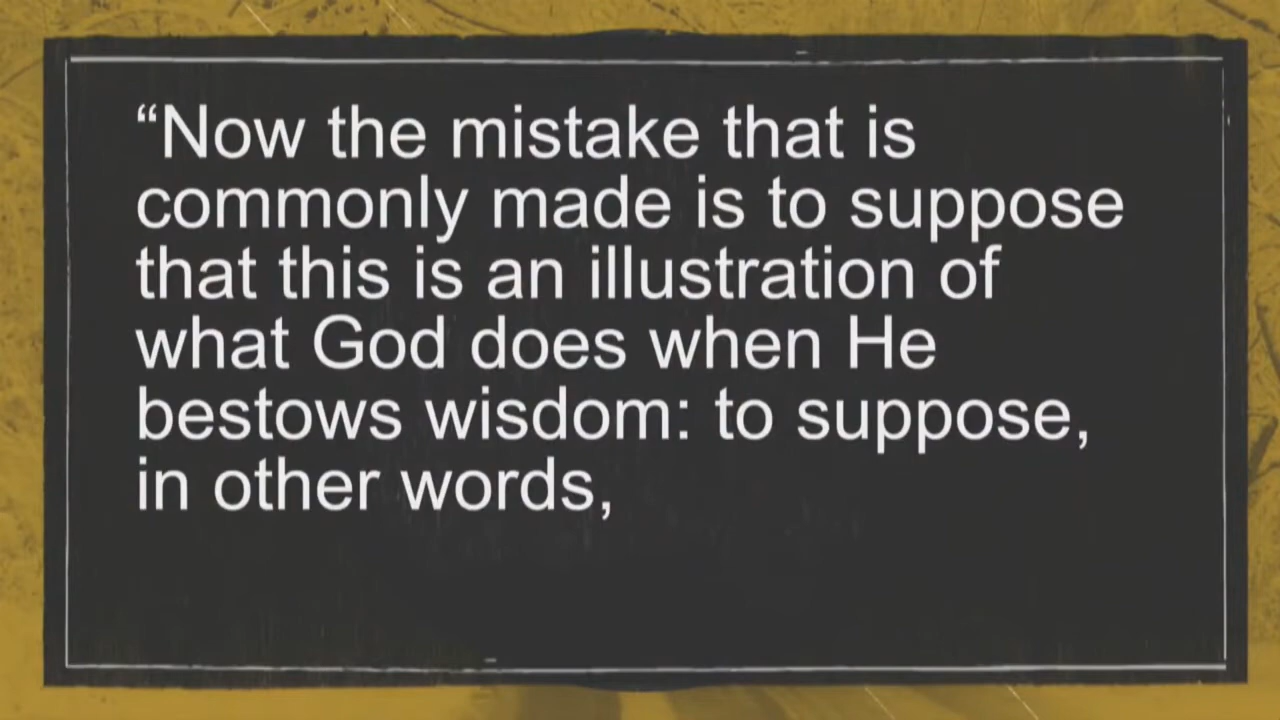 “Now the mistake that is
commonly made is to suppose
that this is an illustration of
what God does when He
bestows wisdom: to suppose,
in other words,